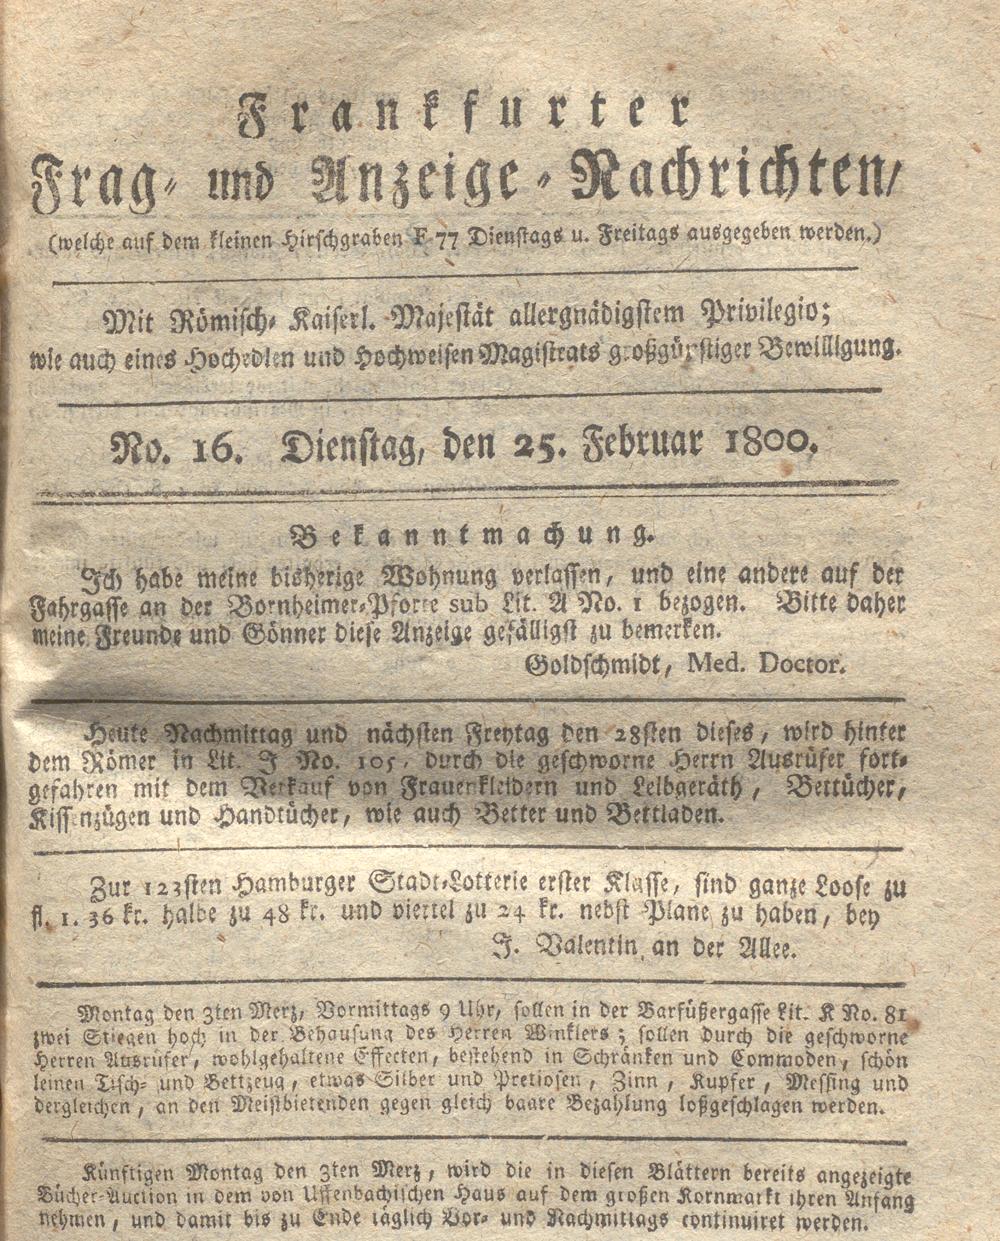 Frankfurter
Frag- und Anzeige-Nachrichten/
(welche auf dem kleinen Hirschgraben F 77 Dienstags u. Freitags ausgegeben werden.)
Mit Römisch-Kaiserl. Majestät allergnädigstem Privilegio;
wie auch eines Hochedlen und Hochweisen Magistrats großgünstiger Bewilligung.
No. 16. Dienstag, den 25. Februar 1800.
Bekanntmachung.
Ich habe meine bisherige Wohnung verlassen, und eine andere auf der
Fahrgasse an der Bornheimer-Pforte sub Lit. A No. 1 bezogen. Bitte daher
meine Freunde und Gönner diese Anzeige gefälligst zu bemerken.
Goldschmidt, Med. Doctor.
Heute Nachmittag und nächsten Freytag den 28sten dieses, wird hinter
dem Römer in Lit. J No. 105, durch die geschworne Herrn Ausrüfer fort-
gefahren mit dem Verkauf von Frauenkleidern und Leibgeräth, Bettücher,
Kissenzügen und Handtücher, wie auch Better und Bettladen.
Zur 123sten Hamburger Stadt-Lotterie erster Klasse, sind ganze Loose zu
fl. 1. 36 kr. halbe zu 48 kr. und viertel zu 24 kr. nebst Plane zu haben, bey
J. Valentin an der Allee.
Montag den 3ten Merz, Vormittags 9 Uhr, sollen in der Barfüßergasse Lit. K No. 81
zwei Stiegen hoch in der Behausung des Herren Winklers; sollen durch die geschworne
Herren Ausrüfer, wohlgehaltene Effecten, bestehend in Schränken und Commoden, schön
leinen Tisch- und Bettzeug, etwas Silber und Pretiosen, Zinn, Kupfer, Messing und
dergleichen, an den Meistbietenden gegen gleich baare Bezahlung loßgeschlagen werden.
Künftigen Montag den 3ten Merz, wird die in diesen Blättern bereits angezeigte
Bücher-Auction in dem von Uffenbachischen Haus auf dem großen Kornmarkt ihren Anfang
nehmen, und damit bis zu Ende täglich Vor- und Nachmittags continuiret werden.